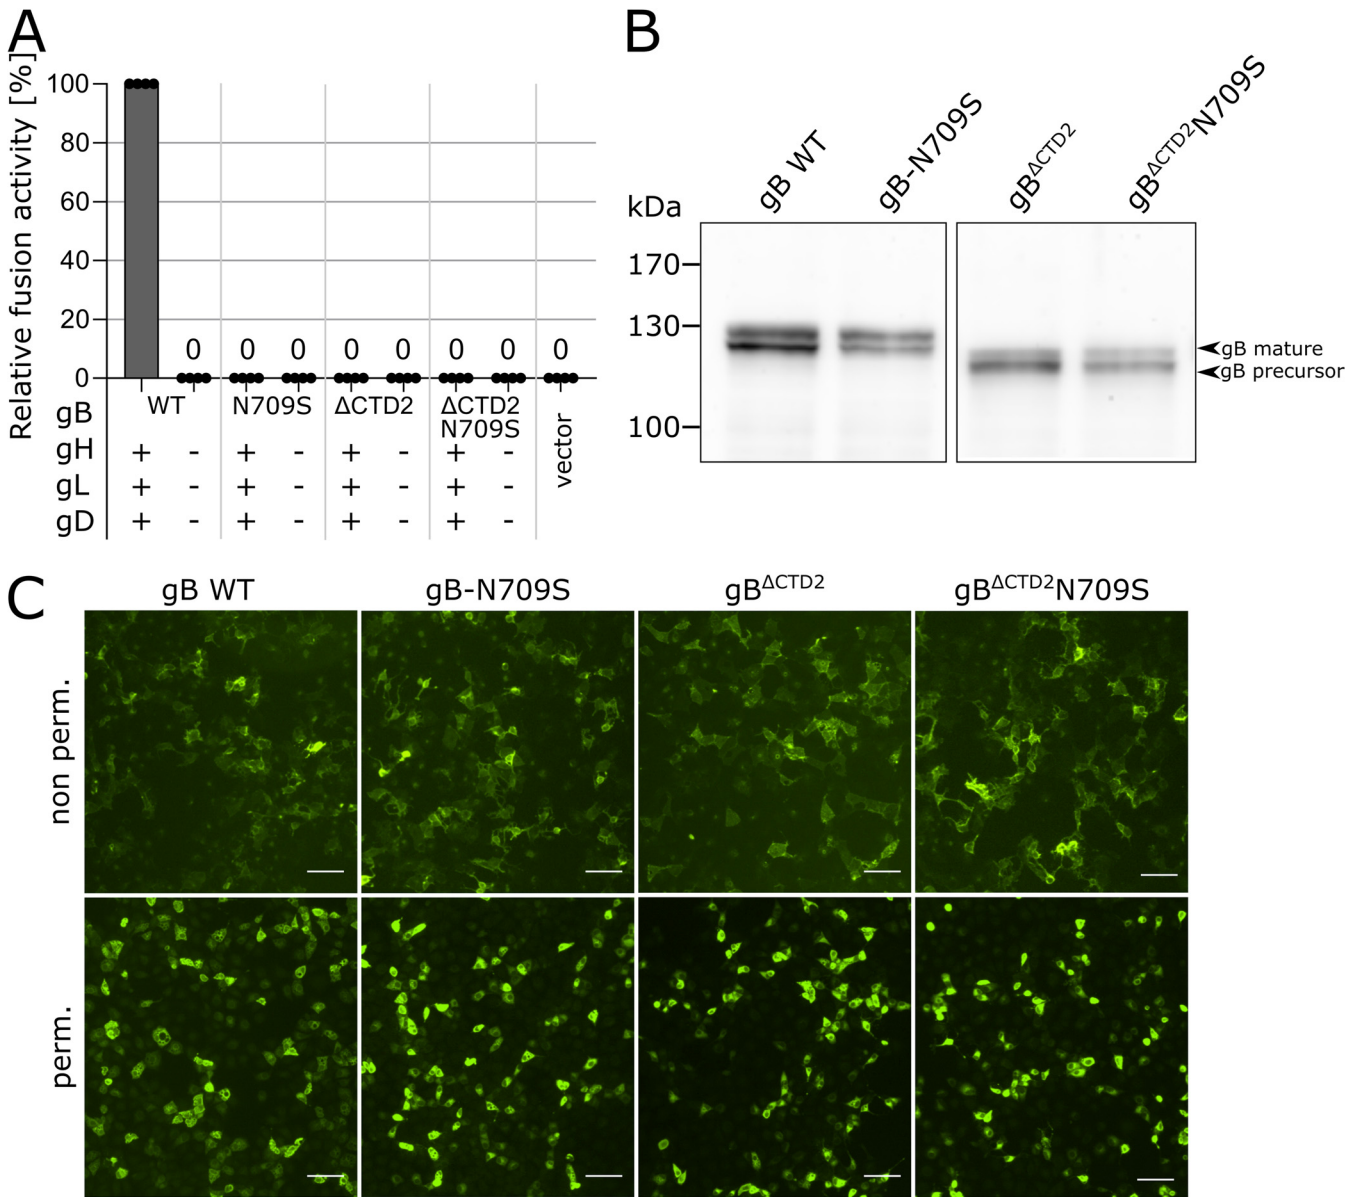 A
Relative fusion activity [%]
100
80
60
40
20
0
0 0 0 0 0 0 0 0
gB WT N709S ΔCTD2 ΔCTD2 N709S vector
gH + - + - + - + -
gL + - + - + - + -
gD + - + - + - + -
B
gB WT gB-N709S gBΔCTD2 gBΔCTD2N709S
kDa
170
130
100
gB mature
gB precursor
C
gB WT gB-N709S gBΔCTD2 gBΔCTD2N709S
non perm.
perm.